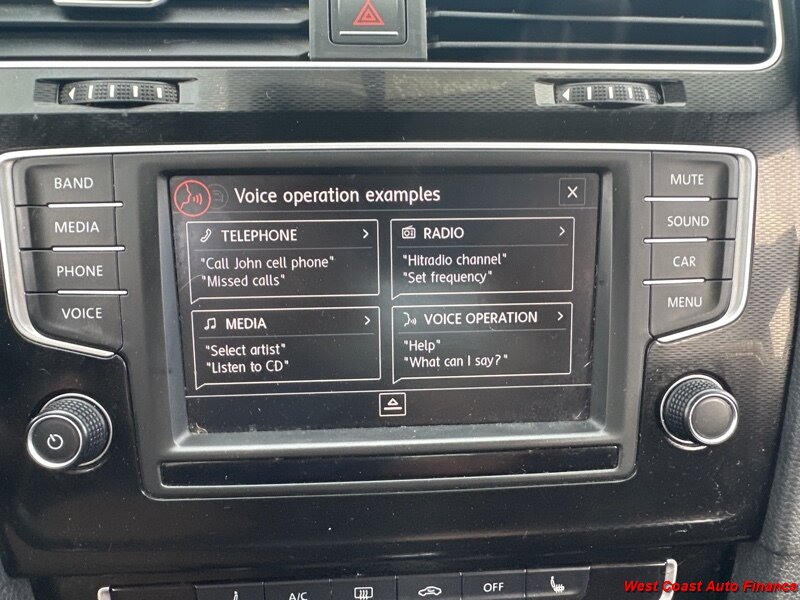 Voice operation examples
X
TELEPHONE
"Call John cell phone"
"Missed calls"
RADIO
"Hitradio channel"
"Set frequency"
MEDIA
"Select artist"
"Listen to CD"
VOICE OPERATION
"Help"
"What can I say?"
BAND
MEDIA
PHONE
VOICE
MUTE
SOUND
CAR
MENU
A/C
OFF
West Coast Auto Finance